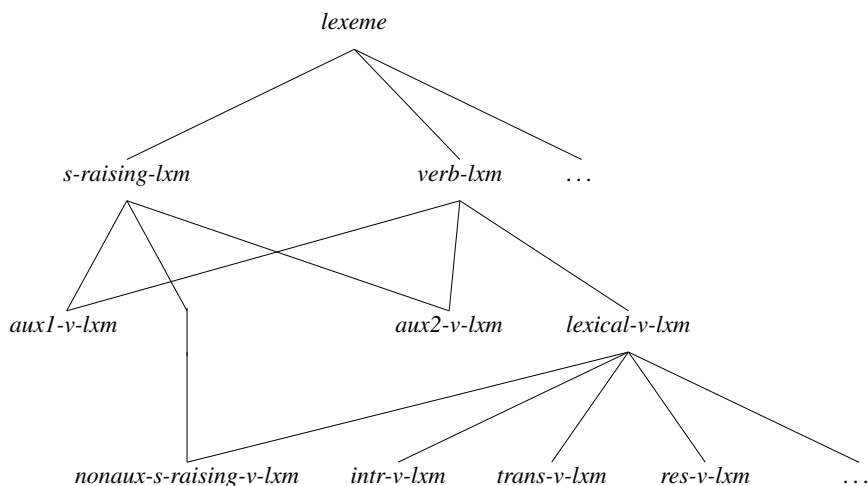 lexeme
s-raising-lxm verb-lxm ...
aux1-v-lxm aux2-v-lxm lexical-v-lxm
nonaux-s-raising-v-lxm intr-v-lxm trans-v-lxm res-v-lxm ...